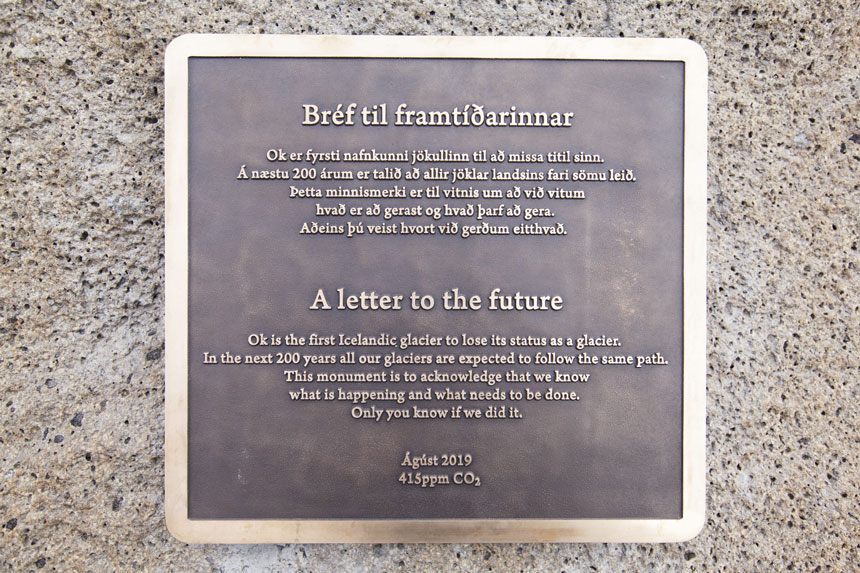 Bréf til framtíðarinnar
Ok er fyrsti nafnkunni jökullinn til að missa titil sinn.
Á næstu 200 árum er talið að allir jöklar landsins fari sömu leið.
Þetta minnismerki er til vitnis um að við vitum
hvað er að gerast og hvað þarf að gera.
Aðeins þú veist hvort við gerðum eitthvað.
A letter to the future
Ok is the first Icelandic glacier to lose its status as a glacier.
In the next 200 years all our glaciers are expected to follow the same path.
This monument is to acknowledge that we know
what is happening and what needs to be done.
Only you know if we did it.
Ágúst 2019
415ppm CO₂